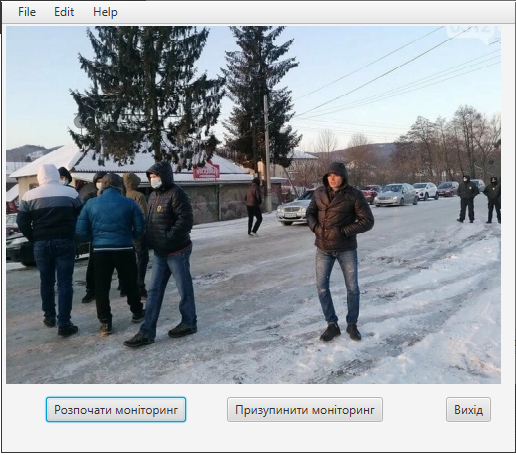 File Edit Help
Розпочати моніторинг Призупинити моніторинг Вихід